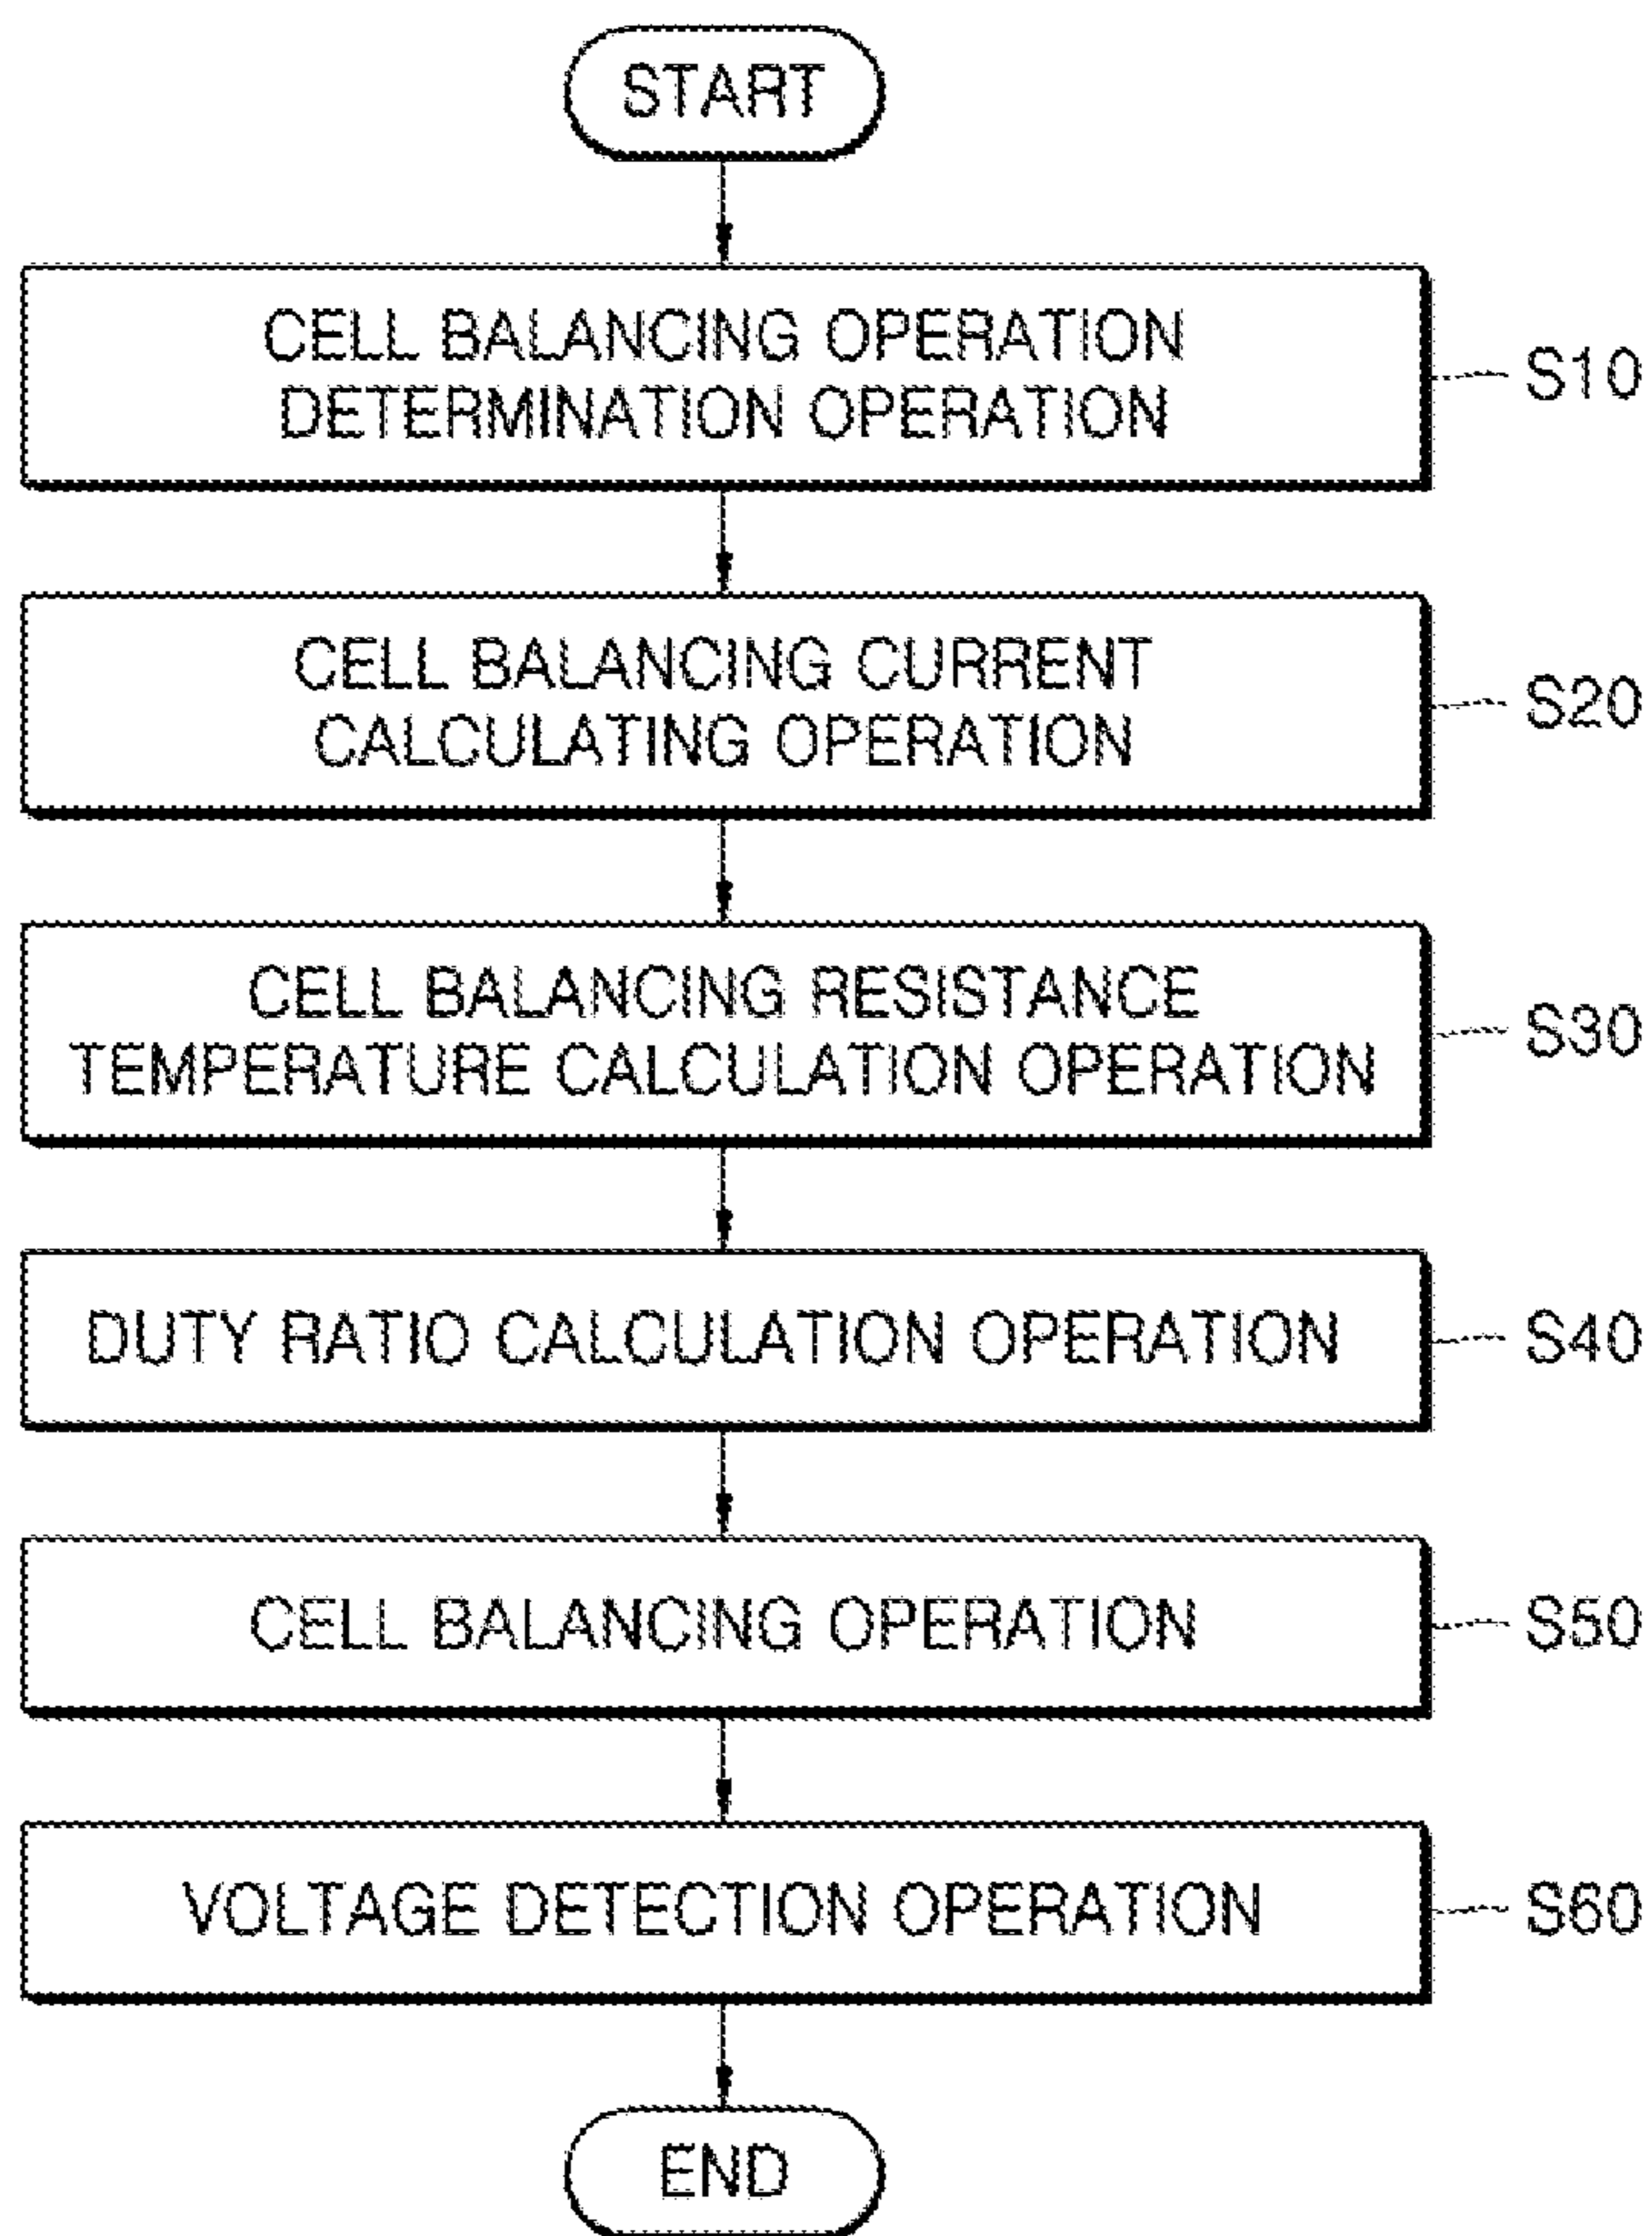 START
CELL BALANCING OPERATION
DETERMINATION OPERATION
S10
CELL BALANCING CURRENT
CALCULATING OPERATION
S20
CELL BALANCING RESISTANCE
TEMPERATURE CALCULATION OPERATION
S30
DUTY RATIO CALCULATION OPERATION
S40
CELL BALANCING OPERATION
S50
VOLTAGE DETECTION OPERATION
S60
END